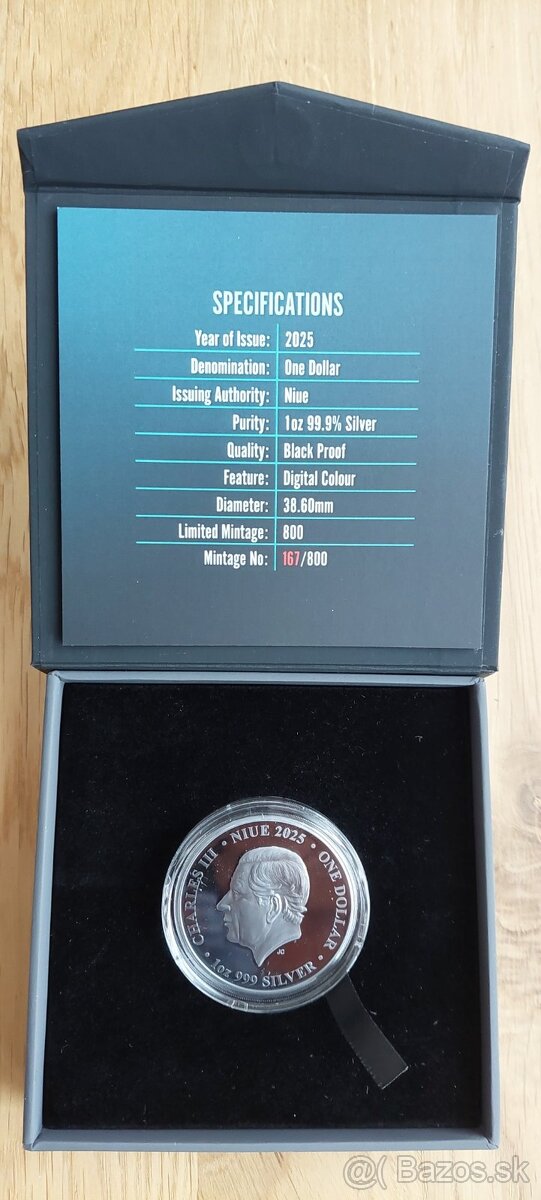 SPECIFICATIONS
Year of Issue: 2025
Denomination: One Dollar
Issuing Authority: Niue
Purity: 1oz 99.9% Silver
Quality: Black Proof
Feature: Digital Colour
Diameter: 38.60mm
Limited Mintage: 800
Mintage No: 167/800
CHARLES III • NIUE 2025 • ONE DOLLAR
• 1oz 999 SILVER •
JC
@( Bazos.sk